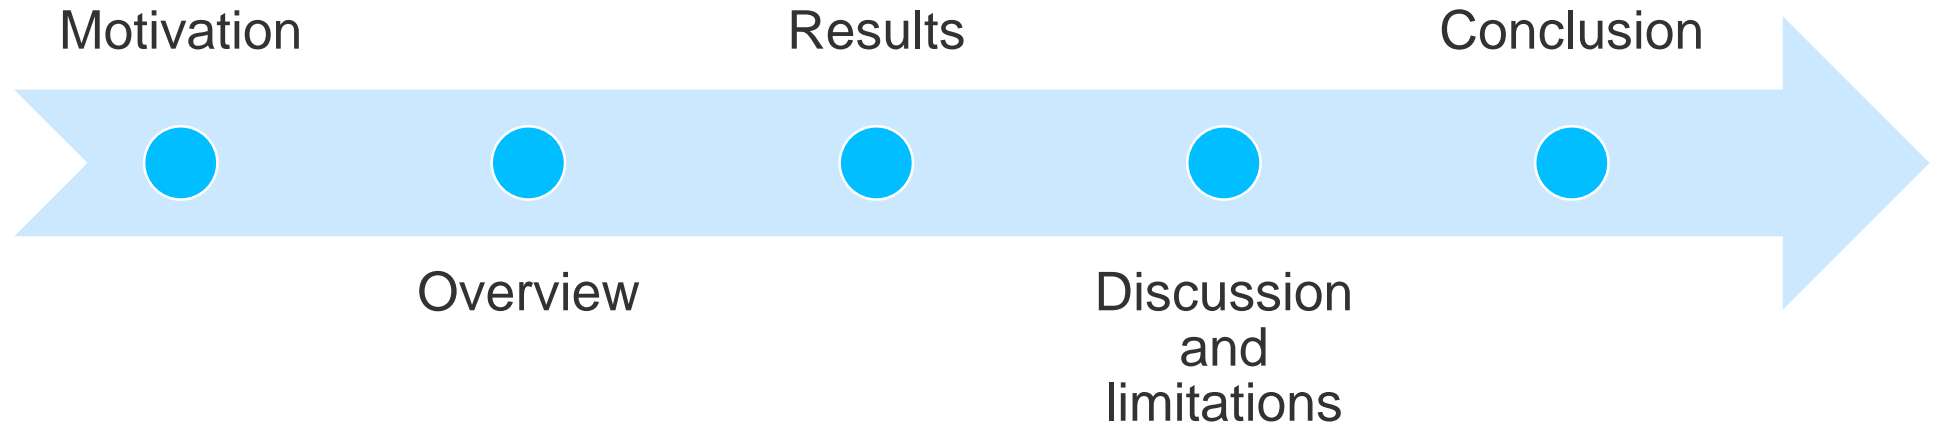 Motivation
Overview
Results
Discussion
and
limitations
Conclusion